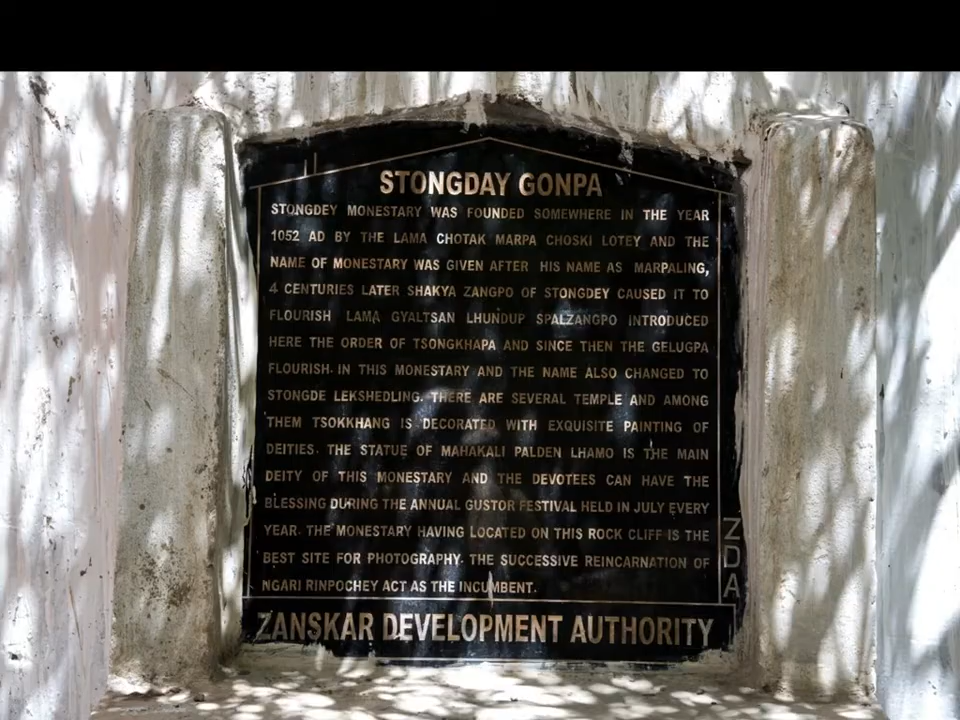 STONGDAY GONPA
STONGDEY MONESTARY WAS FOUNDED SOMEWHERE IN THE YEAR
1052 AD BY THE LAMA CHOTAK MARPA CHOSKI LOTEY AND THE
NAME OF MONESTARY WAS GIVEN AFTER HIS NAME AS MARPALING,
4 CENTURIES LATER SHAKYA ZANGPO OF STONGDEY CAUSED IT TO
FLOURISH LAMA GYALTSAN LHUNDUP SPALZANGPO INTRODUCED
HERE THE ORDER OF TSONGKHAPA AND SINCE THEN THE GELUGPA
FLOURISH. IN THIS MONESTARY AND THE NAME ALSO CHANGED TO
STONGDE LEKSHEDLING. THERE ARE SEVERAL TEMPLE AND AMONG
THEM TSOKKHANG IS DECORATED WITH EXQUISITE PAINTING OF
DEITIES. THE STATUE OF MAHAKALI PALDEN LHAMO IS THE MAIN
DEITY OF THIS MONESTARY AND THE DEVOTEES CAN HAVE THE
BLESSING DURING THE ANNUAL GUSTOR FESTIVAL HELD IN JULY EVERY
YEAR. THE MONESTARY HAVING LOCATED ON THIS ROCK CLIFF IS THE
BEST SITE FOR PHOTOGRAPHY. THE SUCCESSIVE REINCARNATION OF
NGARI RINPOCHEY ACT AS THE INCUMBENT.
ZDA
ZANSKAR DEVELOPMENT AUTHORITY